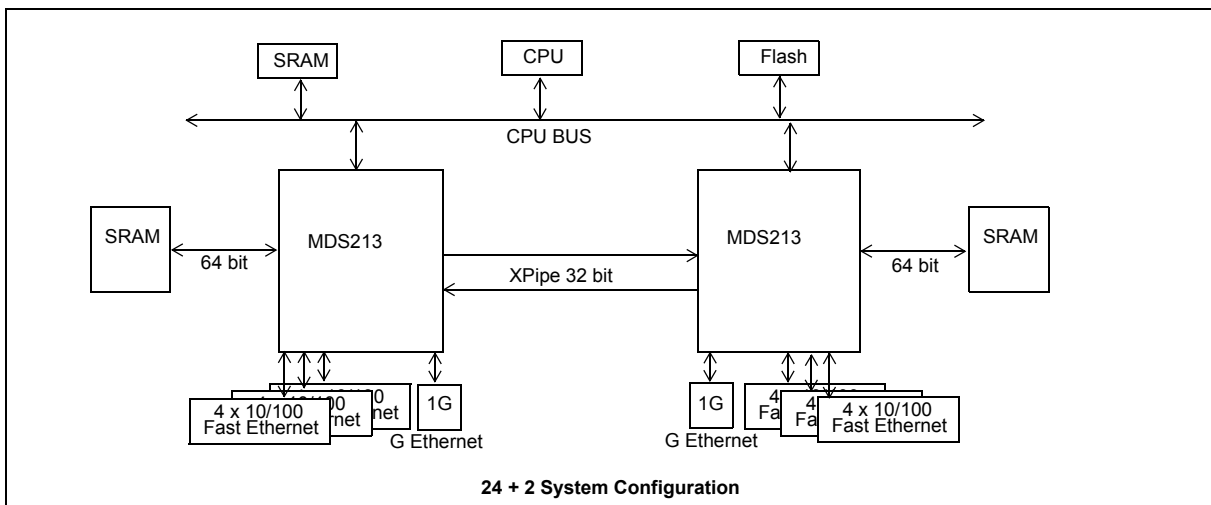 SRAM
CPU
Flash
CPU BUS
SRAM
MDS213
MDS213
SRAM
64 bit
XPipe 32 bit
64 bit
4 x 10/100
Fast Ethernet
1G
G Ethernet
1G
G Ethernet
4 x 10/100
Fast Ethernet
24 + 2 System Configuration